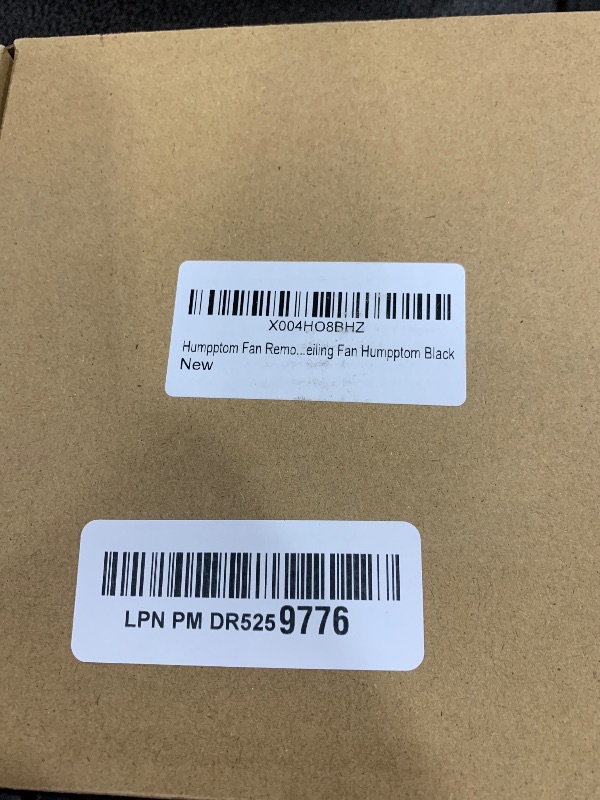 X004HO8BHZ
Humpptom Fan Remo...eiling Fan Humpptom Black
New
LPN PM DR5259776